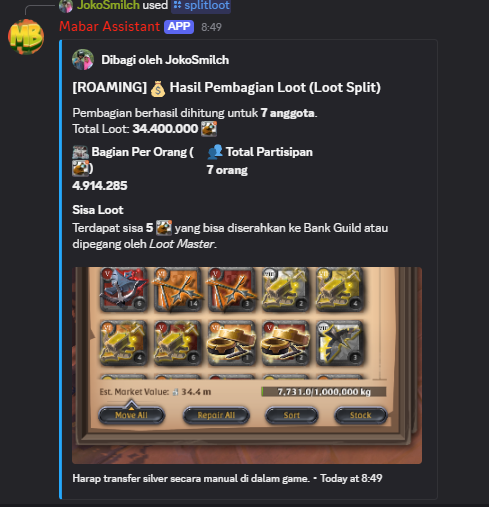 JokoSmilch used splitloot
Mabar Assistant APP 8:49
MB
Dibagi oleh JokoSmilch
[ROAMING] Hasil Pembagian Loot (Loot Split)
Pembagian berhasil dihitung untuk 7 anggota.
Total Loot: 34.400.000
Bagian Per Orang (
)
4.914.285
Total Partisipan
7 orang
Sisa Loot
Terdapat sisa 5 yang bisa diserahkan ke Bank Guild atau
dipegang oleh Loot Master.
Est. Market Value: 34.4 m
7,731.0/1,000,000 kg
Move All
Repair All
Sort
Stack
Harap transfer silver secara manual di dalam game. • Today at 8:49